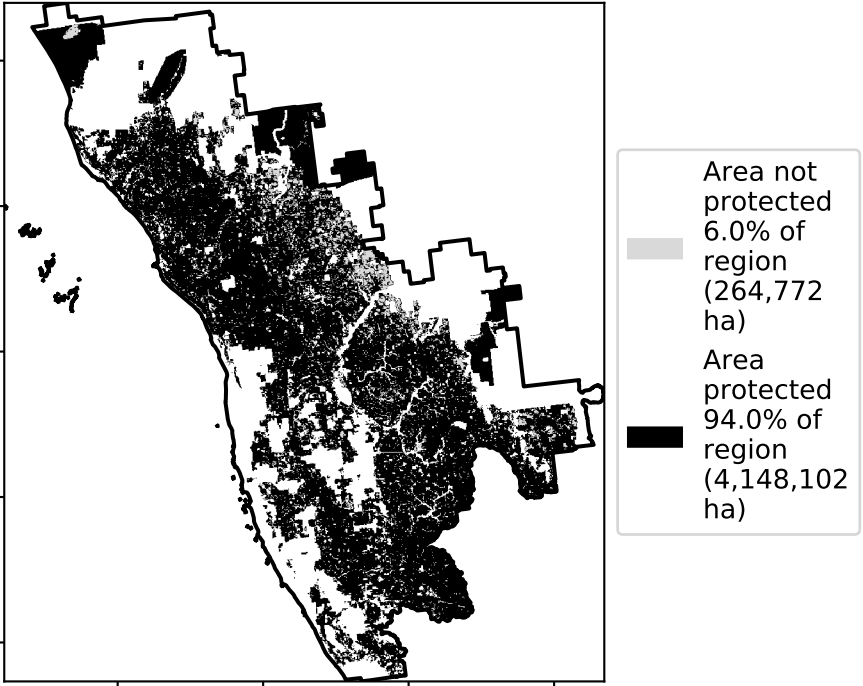 Area not
protected
6.0% of
region
(264,772
ha)
Area
protected
94.0% of
region
(4,148,102
ha)